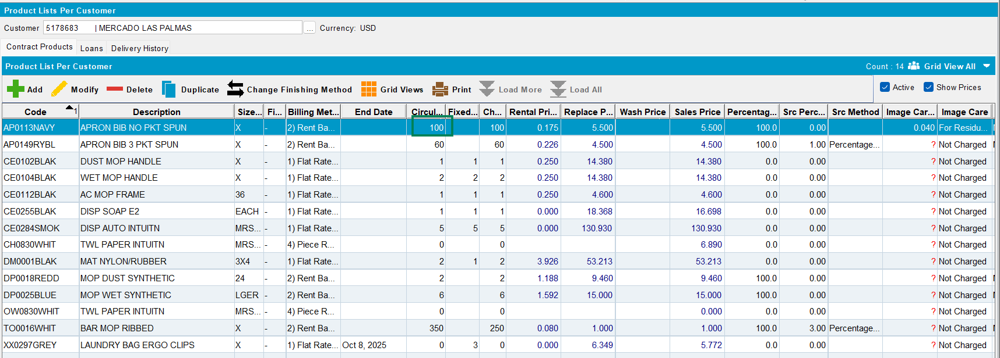 Product Lists Per Customer
Customer 5178683 | MERCADO LAS PALMAS ... Currency: USD
Contract Products Loans Delivery History
Product List Per Customer Count : 14 Grid View All
Add Modify Delete Duplicate Change Finishing Method Grid Views Print Load More Load All Active Show Prices
Code 1 Description Size... Fi... Billing Met... End Date Circul... Fixed... Ch... Rental Pri... Replace P... Wash Price Sales Price Percentag... Src Perc... Src Method Image Car... Image Care
AP0113NAVY APRON BIB NO PKT SPUN X - 2) Rent Ba... 100 100 0.175 5.500 5.500 100.0 0.00 0.040 For Residu...
AP0149RYBL APRON BIB 3 PKT SPUN X - 2) Rent Ba... 60 60 0.226 4.500 4.500 100.0 1.00 Percentage... ? Not Charged
CE0102BLAK DUST MOP HANDLE X - 1) Flat Rate... 1 1 1 0.250 14.380 14.380 0.0 0.00 ? Not Charged
CE0104BLAK WET MOP HANDLE X - 1) Flat Rate... 2 2 2 0.250 14.380 14.380 0.0 0.00 ? Not Charged
CE0112BLAK AC MOP FRAME 36 - 1) Flat Rate... 1 1 1 0.250 4.600 4.600 0.0 0.00 ? Not Charged
CE0255BLAK DISP SOAP E2 EACH - 1) Flat Rate... 1 1 1 0.000 18.368 16.698 0.0 0.00 ? Not Charged
CE0284SMOK DISP AUTO INTUITN MRS... - 1) Flat Rate... 5 5 5 0.000 130.930 130.930 0.0 0.00 ? Not Charged
CH0830WHIT TWL PAPER INTUITN MRS... - 4) Piece R... 0 0 6.890 0.0 0.00 ? Not Charged
DM0001BLAK MAT NYLON/RUBBER 3X4 - 1) Flat Rate... 2 1 2 3.926 53.213 53.213 0.0 0.00 ? Not Charged
DP0018REDD MOP DUST SYNTHETIC 24 - 2) Rent Ba... 2 2 1.188 9.460 9.460 100.0 0.00 ? Not Charged
DP0025BLUE MOP WET SYNTHETIC LGER - 2) Rent Ba... 6 6 1.592 15.000 15.000 100.0 0.00 ? Not Charged
OW0830WHIT TWL PAPER INTUITN MRS... - 4) Piece R... 0 0 0.000 0.0 0.00 ? Not Charged
TO0016WHIT BAR MOP RIBBED X - 2) Rent Ba... 350 250 0.080 1.000 1.000 100.0 3.00 Percentage... ? Not Charged
XX0297GREY LAUNDRY BAG ERGO CLIPS X - 1) Flat Rate... Oct 8, 2025 0 3 0 0.000 6.349 5.772 0.0 0.00 ? Not Charged